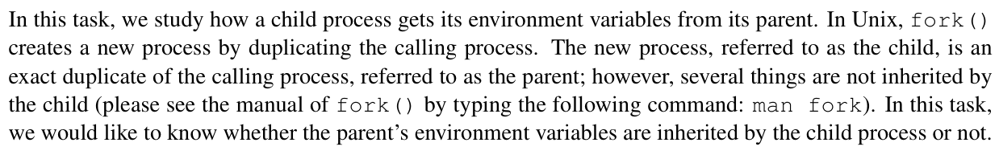 In this task, we study how a child process gets its environment variables from its parent. In Unix, fork()
creates a new process by duplicating the calling process. The new process, referred to as the child, is an
exact duplicate of the calling process, referred to as the parent; however, several things are not inherited by
the child (please see the manual of fork() by typing the following command: man fork). In this task,
we would like to know whether the parent's environment variables are inherited by the child process or not.